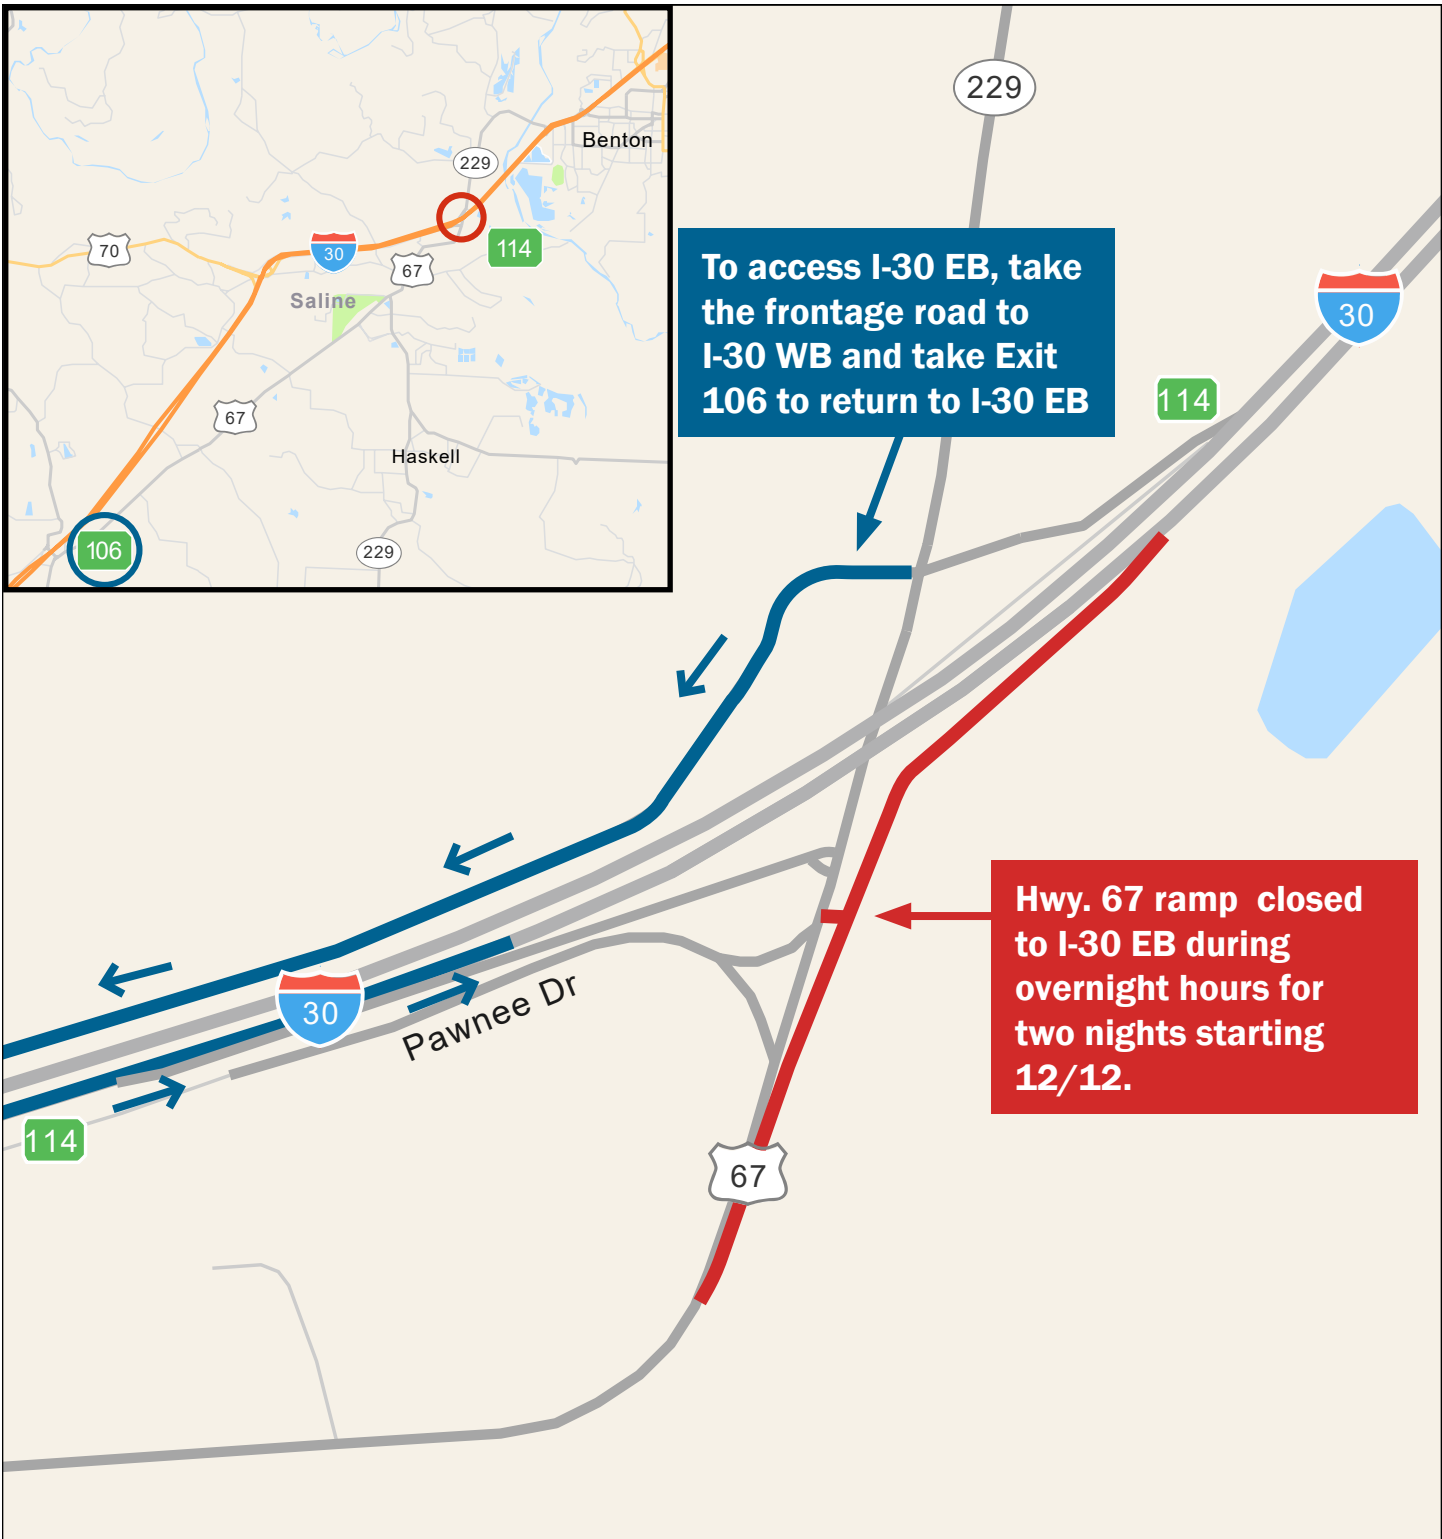 229
Benton
229
70
30
114
67
Saline
67
Haskell
106
229
To access I-30 EB, take
the frontage road to
I-30 WB and take Exit
106 to return to I-30 EB
30
114
Hwy. 67 ramp  closed
to I-30 EB during
overnight hours for
two nights starting
12/12.
30
Pawnee Dr
114
67